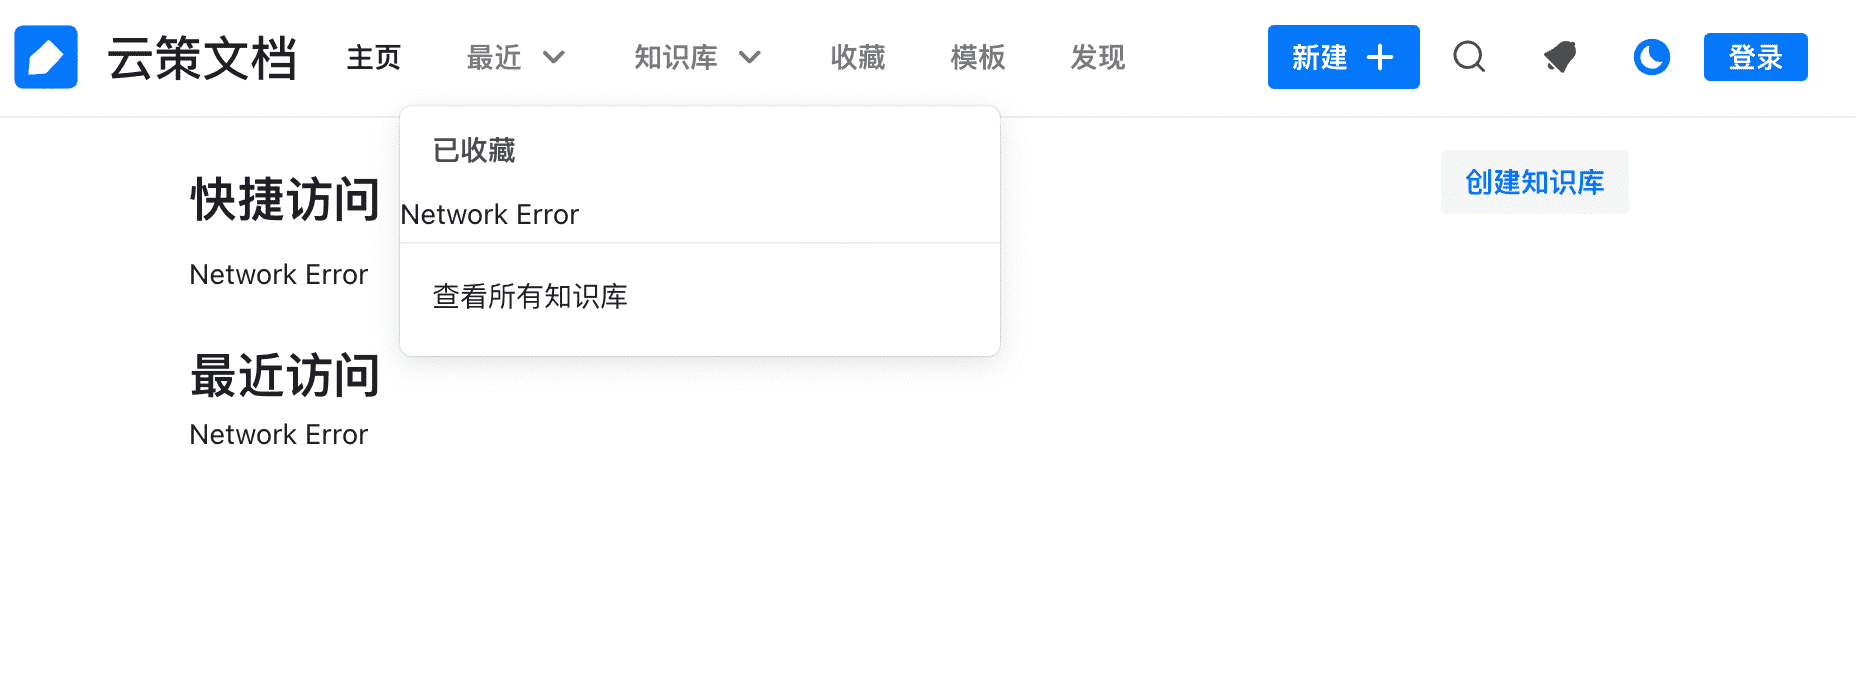 云策文档
主页
最近
知识库
收藏
模板
发现
新建
登录
已收藏
Network Error
查看所有知识库
创建知识库
快捷访问
Network Error
最近访问
Network Error